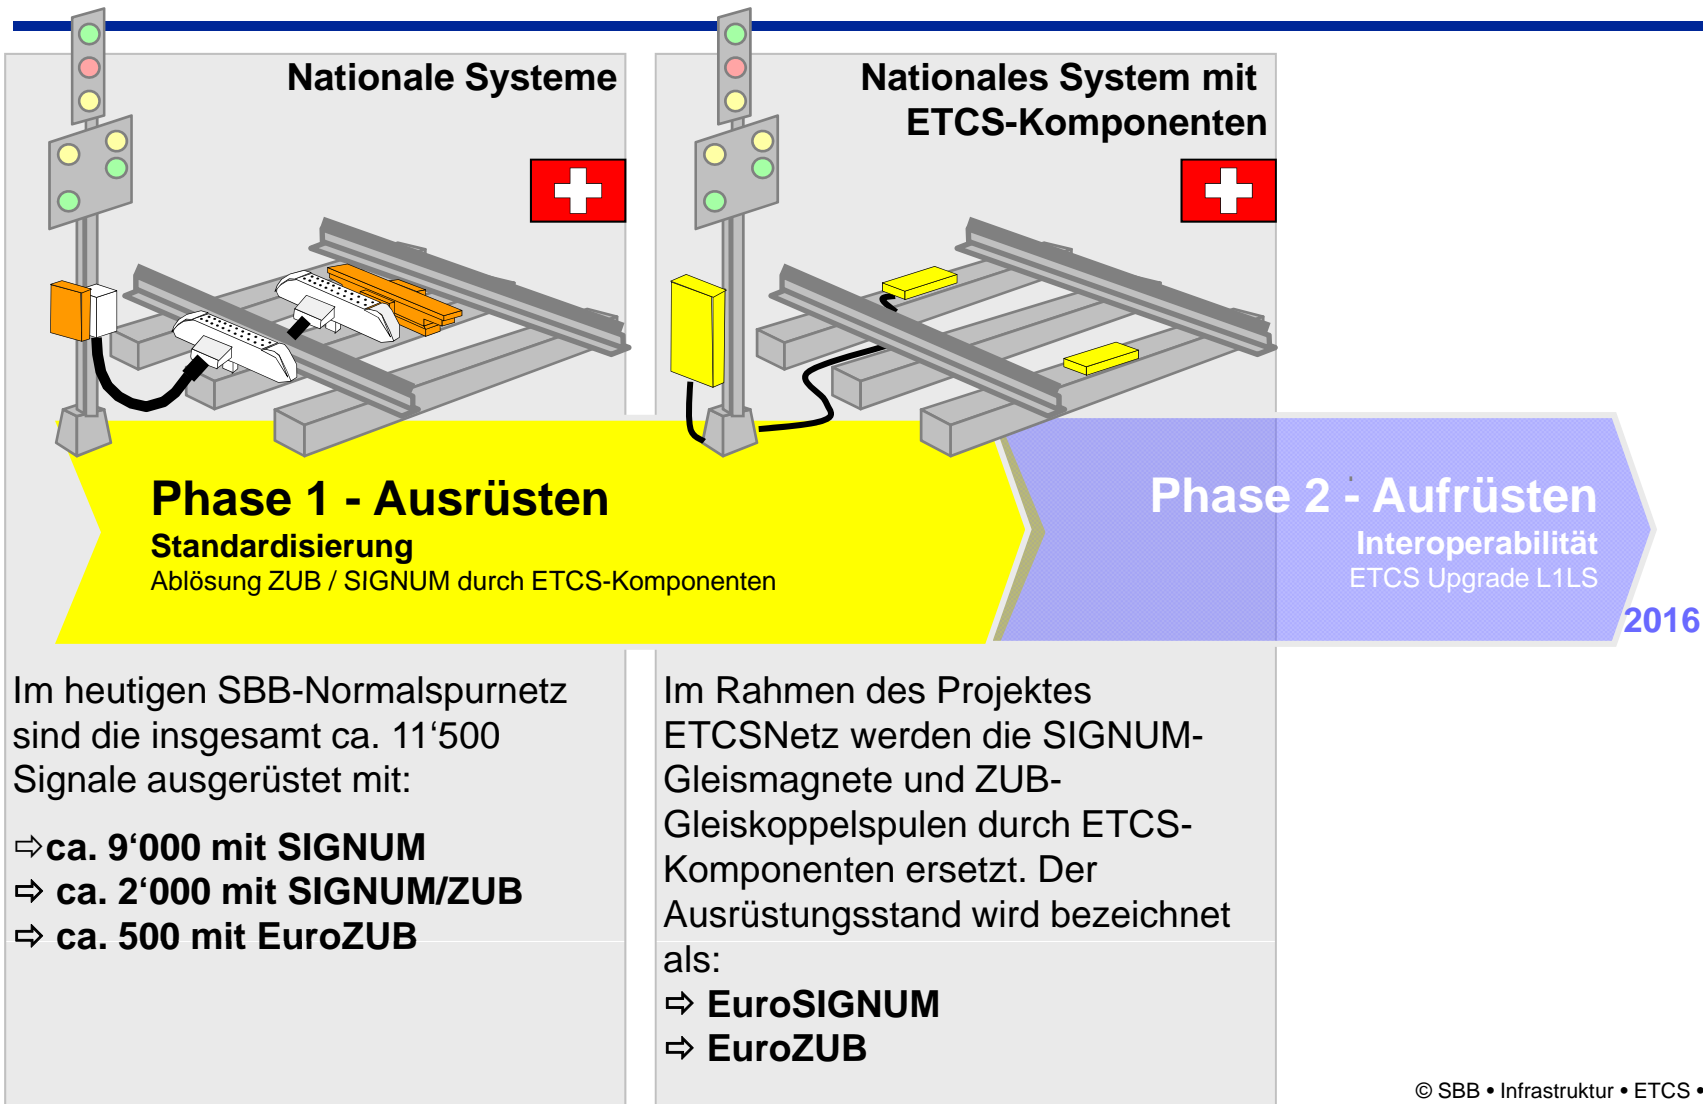 Nationale Systeme
Nationales System mit
ETCS-Komponenten
Phase 1 - Ausrüsten
Standardisierung
Ablösung ZUB / SIGNUM durch ETCS-Komponenten
Phase 2 - Aufrüsten
Interoperabilität
ETCS Upgrade L1LS
2016
Im heutigen SBB-Normalspurnetz
sind die insgesamt ca. 11‘500
Signale ausgerüstet mit:
⇨ca. 9‘000 mit SIGNUM
⇨ ca. 2‘000 mit SIGNUM/ZUB
⇨ ca. 500 mit EuroZUB
Im Rahmen des Projektes
ETCSNetz werden die SIGNUM-
Gleismagnete und ZUB-
Gleiskoppelspulen durch ETCS-
Komponenten ersetzt. Der
Ausrüstungsstand wird bezeichnet
als:
⇨ EuroSIGNUM
⇨ EuroZUB
© SBB • Infrastruktur • ETCS •